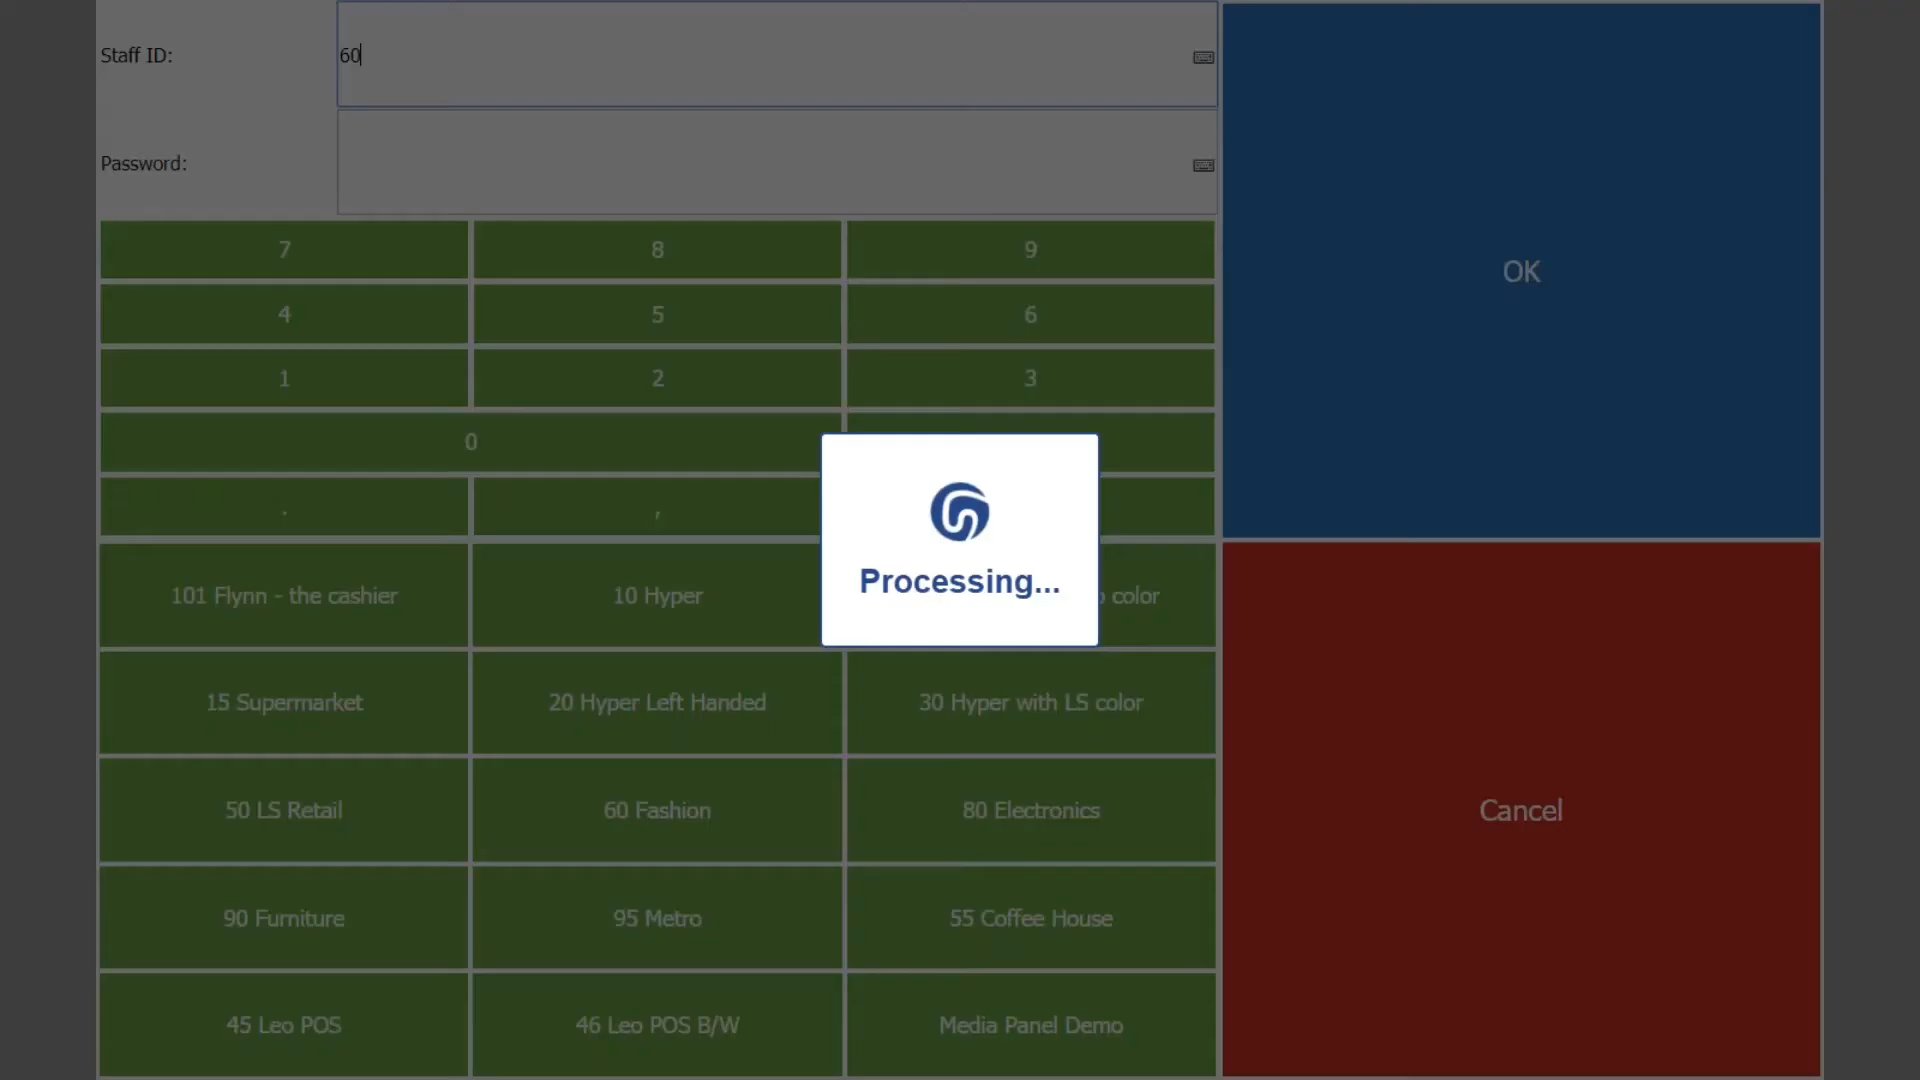 Staff ID:
60
Password:
7 8 9
4 5 6
1 2 3
0
. ,
OK
Processing...
101 Flynn - the cashier 10 Hyper color
15 Supermarket 20 Hyper Left Handed 30 Hyper with LS color
50 LS Retail 60 Fashion 80 Electronics
Cancel
90 Furniture 95 Metro 55 Coffee House
45 Leo POS 46 Leo POS B/W Media Panel Demo